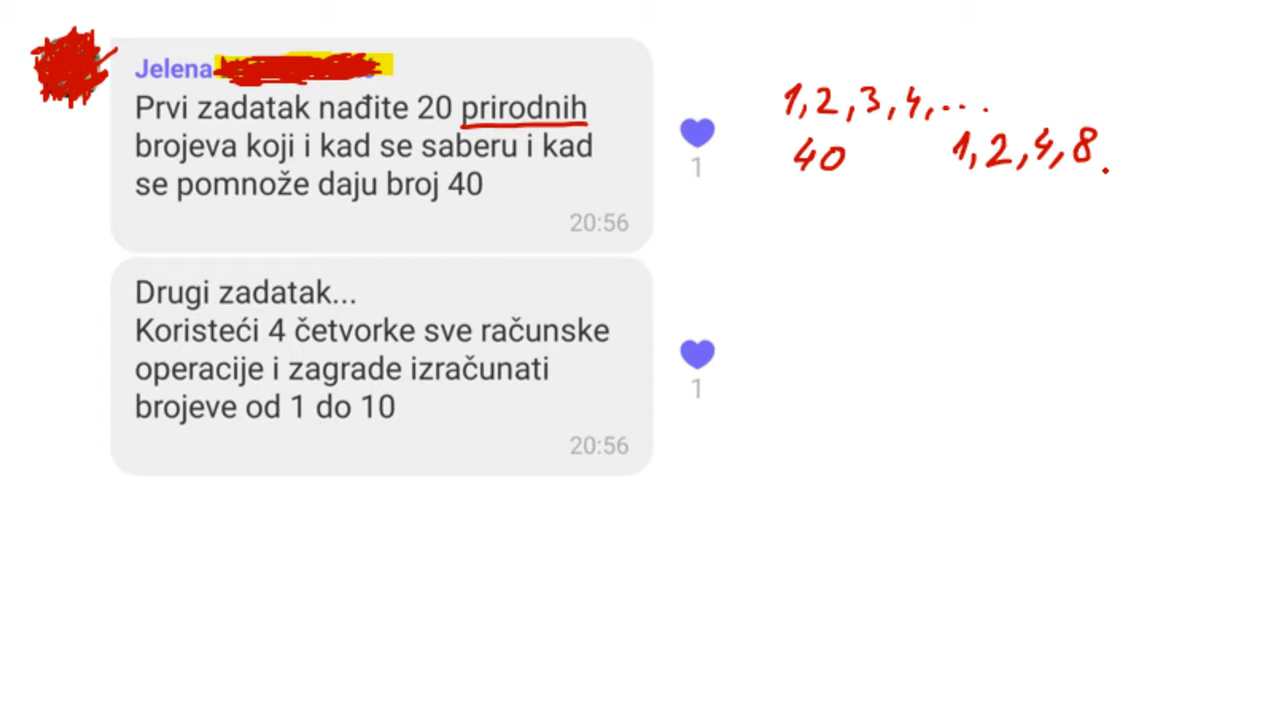 Jelena
Prvi zadatak nađite 20 prirodnih
brojeva koji i kad se saberu i kad
se pomnože daju broj 40
20:56
1
1,2,3,4,...
40 1,2,4,8.
Drugi zadatak...
Koristeći 4 četvorke sve računske
operacije i zagrade izračunati
brojeve od 1 do 10
20:56
1